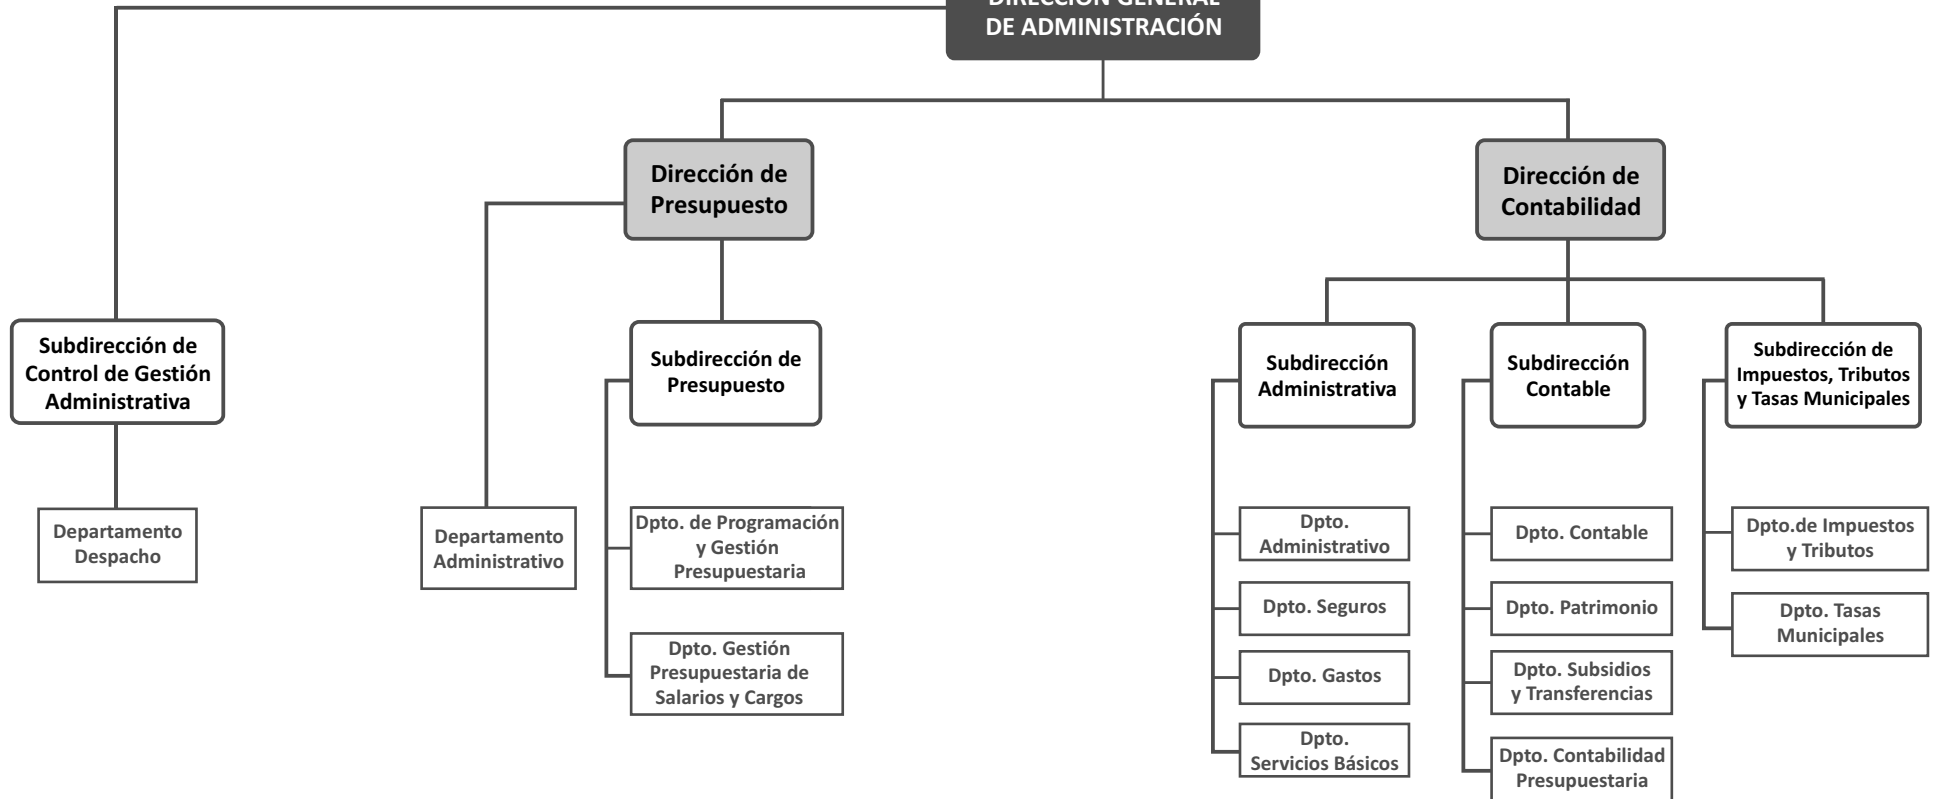 DIRECCIÓN GENERAL
DE ADMINISTRACIÓN
Dirección de
Presupuesto
Dirección de
Contabilidad
Subdirección de
Control de Gestión
Administrativa
Subdirección de
Presupuesto
Subdirección
Administrativa
Subdirección
Contable
Subdirección de
Impuestos, Tributos
y Tasas Municipales
Departamento
Despacho
Departamento
Administrativo
Dpto. de Programación
y Gestión
Presupuestaria
Dpto. Gestión
Presupuestaria de
Salarios y Cargos
Dpto.
Administrativo
Dpto. Seguros
Dpto. Gastos
Dpto.
Servicios Básicos
Dpto. Contable
Dpto. Patrimonio
Dpto. Subsidios
y Transferencias
Dpto. Contabilidad
Presupuestaria
Dpto.de Impuestos
y Tributos
Dpto. Tasas
Municipales